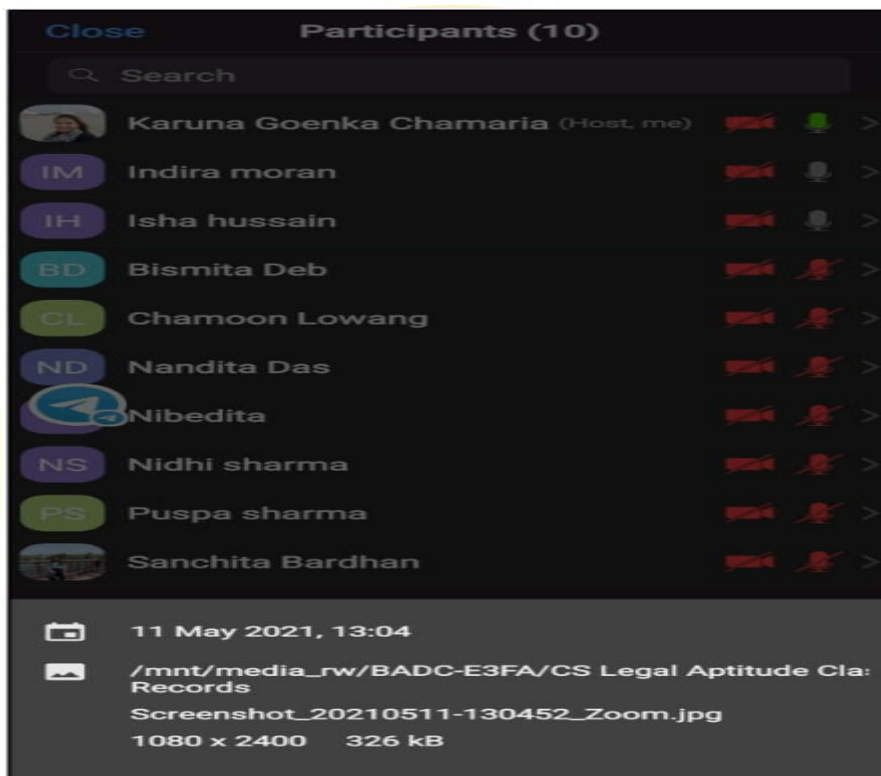 Close Participants (10)
Search
Karuna Goenka Chamaria (Host, me)
IM Indira moran
IH Isha hussain
BD Bismita Deb
CL Chamoon Lowang
ND Nandita Das
Nibedita
NS Nidhi sharma
PS Puspa sharma
Sanchita Bardhan
11 May 2021, 13:04
/mnt/media_rw/BADC-E3FA/CS Legal Aptitude Cla
Records
Screenshot_20210511-130452_Zoom.jpg
1080 x 2400 326 kB